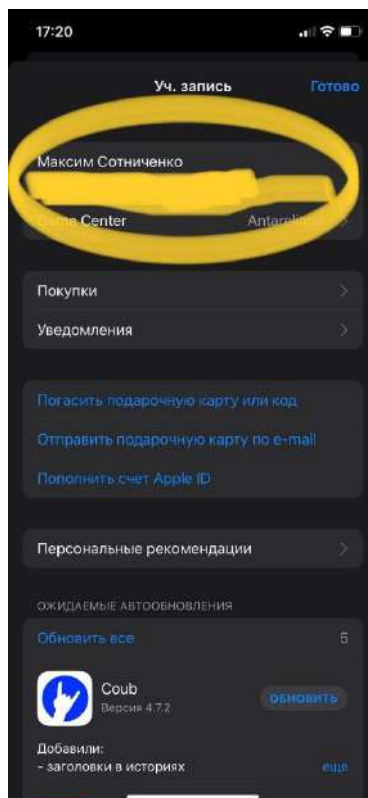 17:20
Уч. запись
Готово
Максим Сотниченко
Game Center
Покупки
Уведомления
Погасить подарочную карту или код
Отправить подарочную карту по e-mail
Пополнить счет Apple ID
Персональные рекомендации
ОЖИДАЕМЫЕ АВТООБНОВЛЕНИЯ
Обновить все 5
Coub
Версия 4.7.2
ОБНОВИТЬ
Добавили:
- заголовки в историях
еще